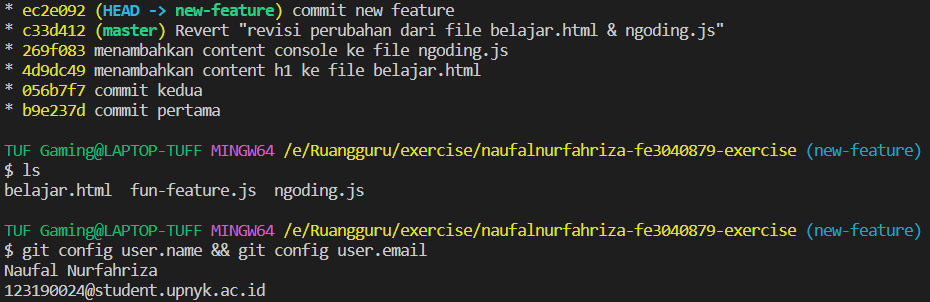 * ec2e092 (HEAD -> new-feature) commit new feature
* c33d412 (master) Revert "revisi perubahan dari file belajar.html & ngoding.js"
* 269f083 menambahkan content console ke file ngoding.js
* 4d9dc49 menambahkan content h1 ke file belajar.html
* 056b7f7 commit kedua
* b9e237d commit pertama
TUF Gaming@LAPTOP-TUFF MINGW64 /e/Ruangguru/exercise/naufalnurfahriza-fe3040879-exercise (new-feature)
$ ls
belajar.html  fun-feature.js  ngoding.js
TUF Gaming@LAPTOP-TUFF MINGW64 /e/Ruangguru/exercise/naufalnurfahriza-fe3040879-exercise (new-feature)
$ git config user.name && git config user.email
Naufal Nurfahriza
123190024@student.upnyk.ac.id